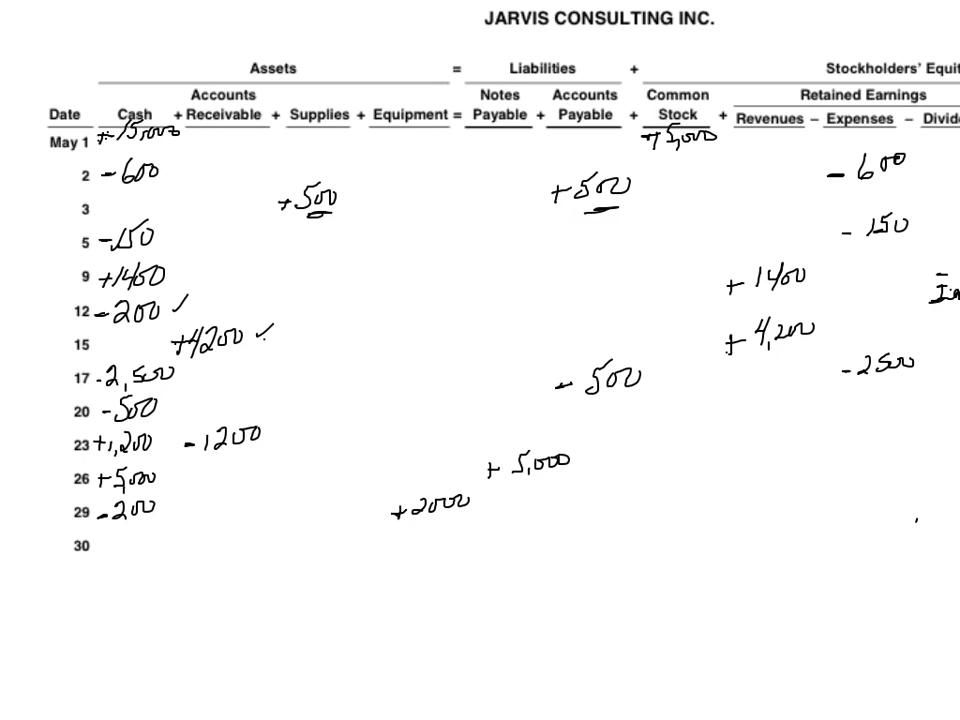 JARVIS CONSULTING INC.
Assets = Liabilities + Stockholders' Equit
Accounts Notes Accounts Common Retained Earnings
Date Cash + Receivable + Supplies + Equipment = Payable + Payable + Stock + Revenues – Expenses – Divide
May 1 +15,000 +5,000
2 -600 -600
3 +500 +500
5 -150 -150
9 +1400 +1400 -
12 -200 ✓
15 +4200 ✓ +4,200
17 -2,500 -500 -2500
20 -500
23 +1,200 -1200
26 +5,000 +5,000
29 -200 +2000
30